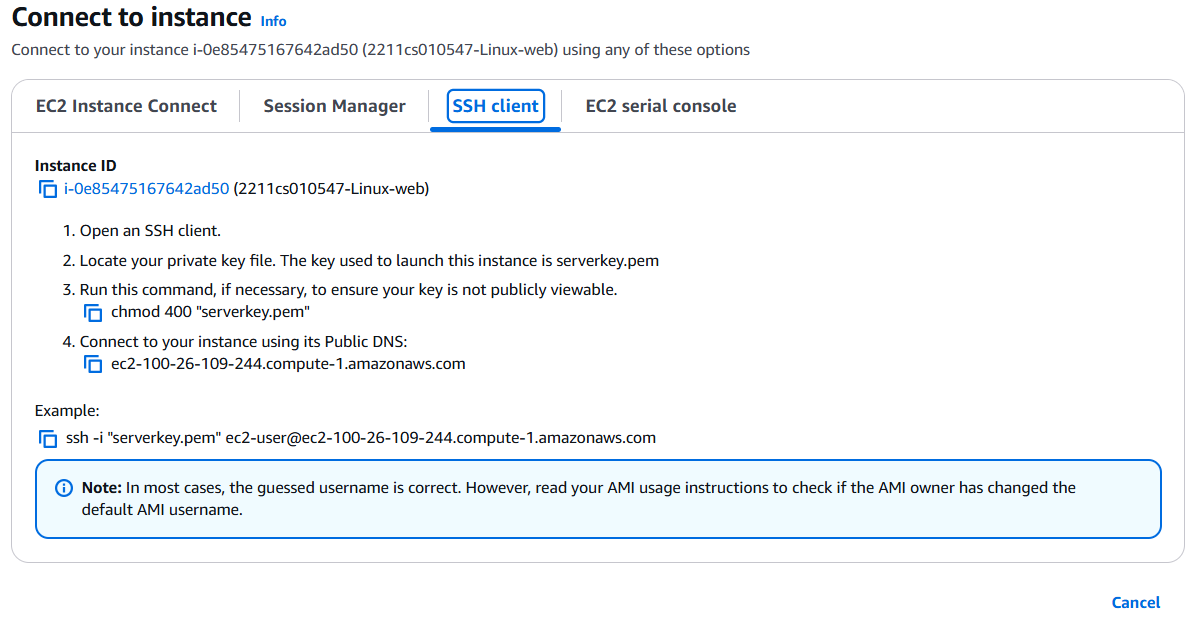 Connect to instance Info
Connect to your instance i-0e85475167642ad50 (2211cs010547-Linux-web) using any of these options
EC2 Instance Connect
Session Manager
SSH client
EC2 serial console
Instance ID
i-0e85475167642ad50 (2211cs010547-Linux-web)
1. Open an SSH client.
2. Locate your private key file. The key used to launch this instance is serverkey.pem
3. Run this command, if necessary, to ensure your key is not publicly viewable.
chmod 400 "serverkey.pem"
4. Connect to your instance using its Public DNS:
ec2-100-26-109-244.compute-1.amazonaws.com
Example:
ssh -i "serverkey.pem" ec2-user@ec2-100-26-109-244.compute-1.amazonaws.com
Note: In most cases, the guessed username is correct. However, read your AMI usage instructions to check if the AMI owner has changed the
default AMI username.
Cancel